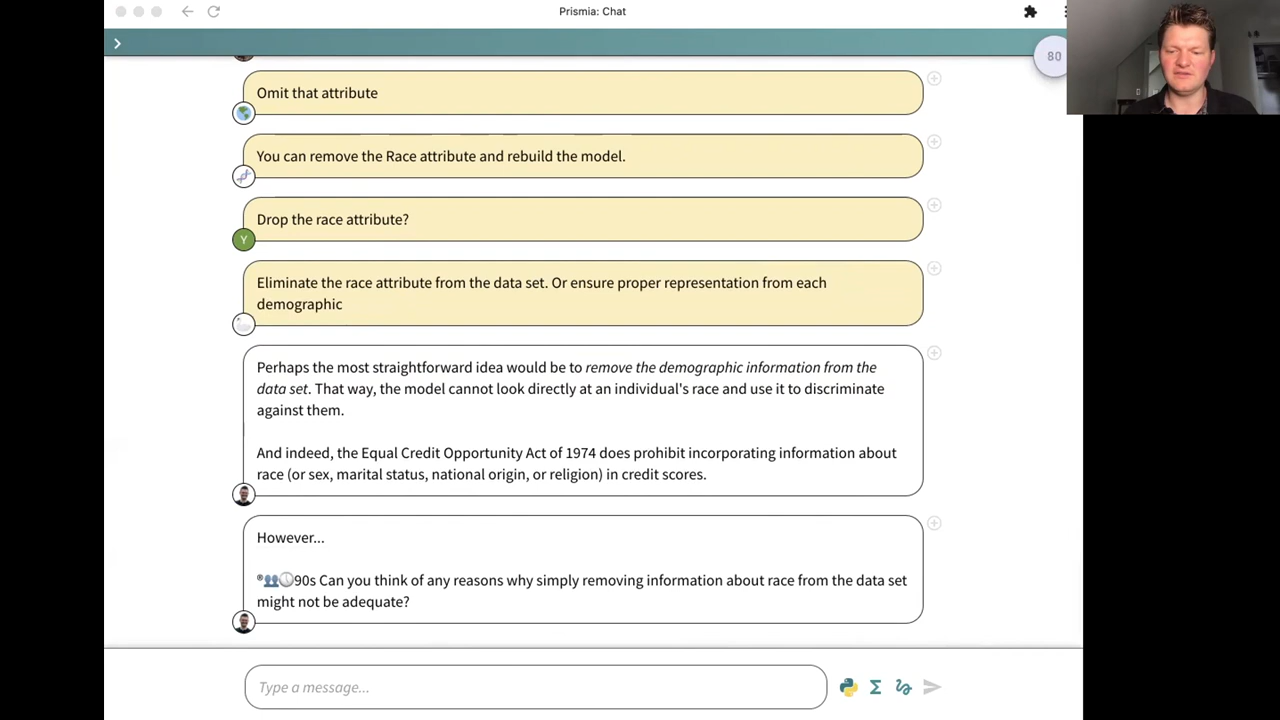 Prismia: Chat
80
Omit that attribute
You can remove the Race attribute and rebuild the model.
Drop the race attribute?
Y
Eliminate the race attribute from the data set. Or ensure proper representation from each
demographic
Perhaps the most straightforward idea would be to remove the demographic information from the
data set. That way, the model cannot look directly at an individual's race and use it to discriminate
against them.
And indeed, the Equal Credit Opportunity Act of 1974 does prohibit incorporating information about
race (or sex, marital status, national origin, or religion) in credit scores.
However...
®👥🕓90s Can you think of any reasons why simply removing information about race from the data set
might not be adequate?
Type a message...
Σ